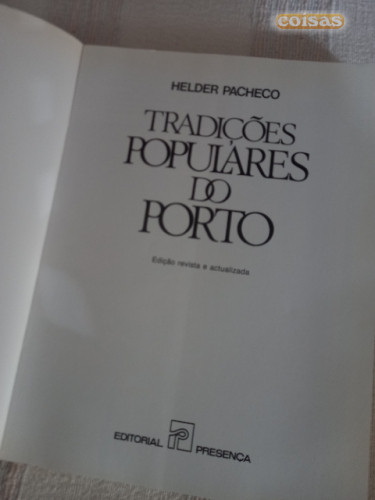 coisas
HELDER PACHECO
TRADIÇÕES
POPULARES
DO
PORTO
Edição revista e actualizada
EDITORIAL PRESENÇA